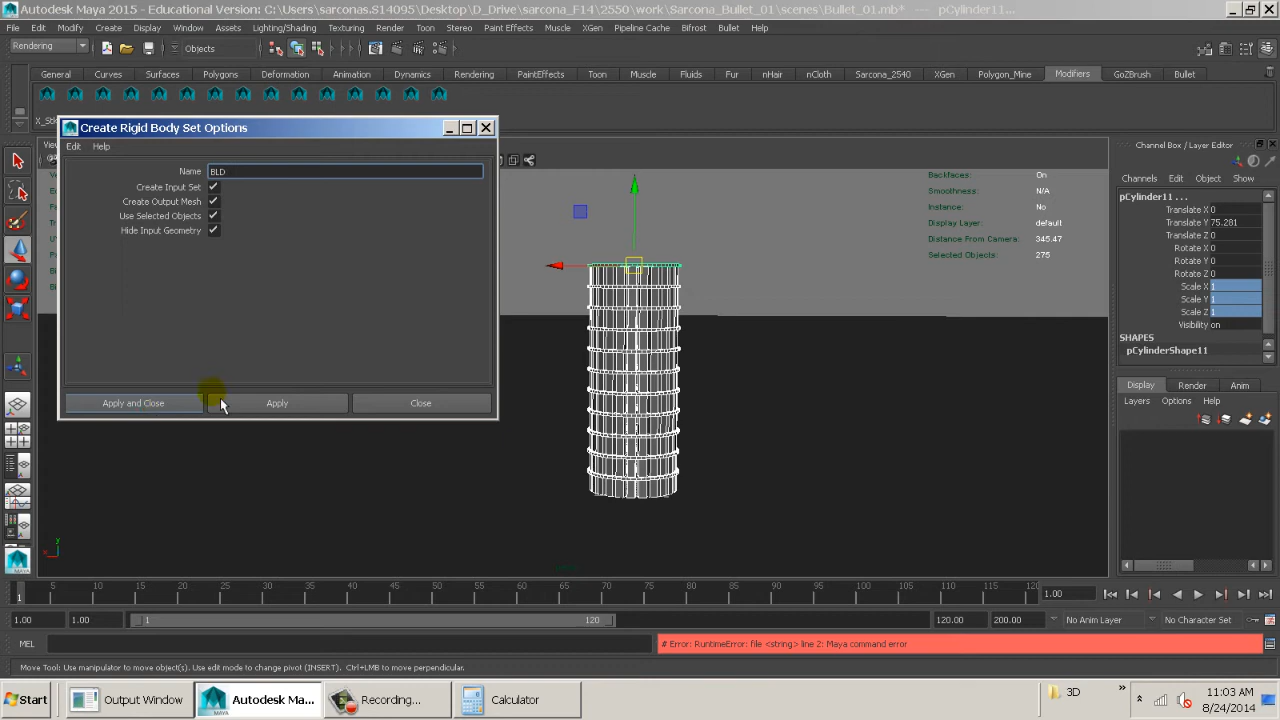 Autodesk Maya 2015 - Educational Version: C:\Users\sarconas.S14095\Desktop\D_Drive\sarcona_F14\2550\work\Sarcona_Bullet_01\scenes\Bullet_01.mb* --- pCylinder11...
File Edit Modify Create Display Window Assets Lighting/Shading Texturing Render Toon Stereo Paint Effects Muscle XGen Pipeline Cache Bifrost Bullet Help
Rendering Objects
General Curves Surfaces Polygons Deformation Animation Dynamics Rendering PaintEffects Toon Muscle Fluids Fur nHair nCloth Sarcona_2540 XGen Polygon_Mine Modifiers GoZBrush Bullet
Create Rigid Body Set Options
Edit Help
Name BLD
Create Input Set
Create Output Mesh
Use Selected Objects
Hide Input Geometry
Apply and Close Apply Close
Backfaces: On
Smoothness: N/A
Instance: No
Display Layer: default
Distance From Camera: 345.47
Selected Objects: 275
Channel Box / Layer Editor
Channels Edit Object Show
pCylinder11 ...
Translate X 0
Translate Y 75.281
Translate Z 0
Rotate X 0
Rotate Y 0
Rotate Z 0
Scale X 1
Scale Y 1
Scale Z 1
Visibility on
SHAPES
pCylinderShape11
Display Render Anim
Layers Options Help
y
x
5 10 15 20 25 30 35 40 45 50 55 60 65 70 75 80 85 90 95 100 105 110 115 120
1 1.00
1.00 1.00 1 120 120.00 200.00 No Anim Layer No Character Set
MEL # Error: RuntimeError: file <string> line 2: Maya command error
Move Tool: Use manipulator to move object(s). Use edit mode to change pivot (INSERT). Ctrl+LMB to move perpendicular.
Start Output Window Autodesk Ma... Recording... Calculator 3D 11:03 AM
8/24/2014